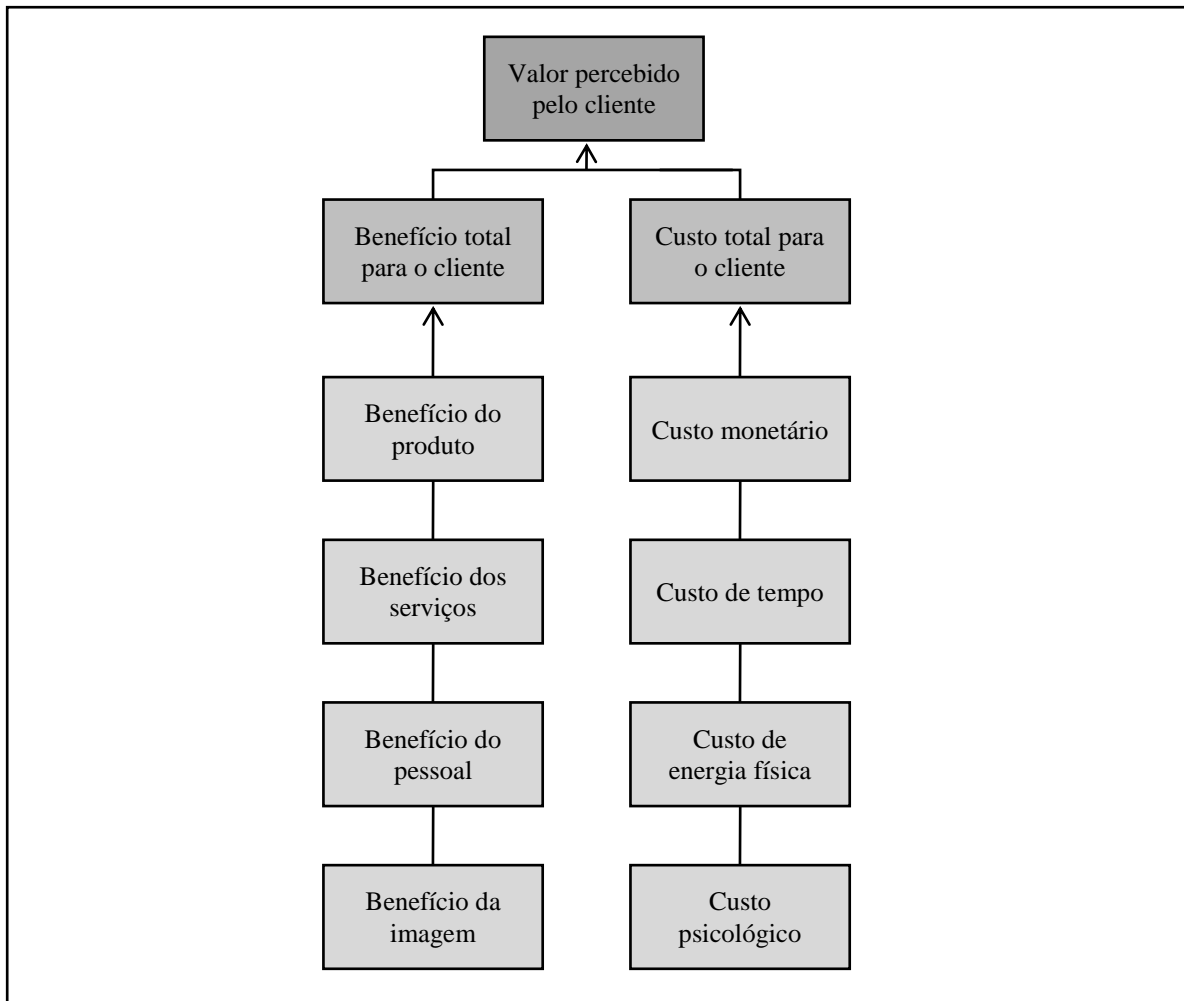 Valor percebido
pelo cliente
Benefício total
para o cliente
Custo total para
o cliente
Benefício do
produto
Custo monetário
Benefício dos
serviços
Custo de tempo
Benefício do
pessoal
Custo de
energia física
Benefício da
imagem
Custo
psicológico